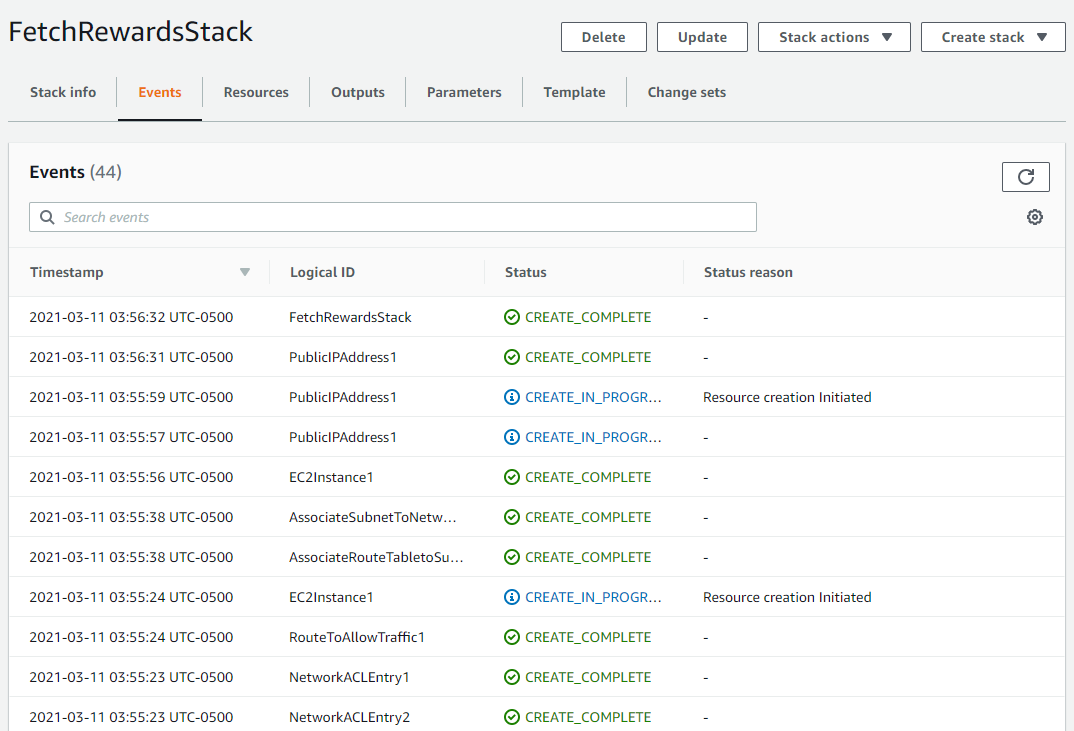 FetchRewardsStack
Delete Update Stack actions Create stack
Stack info Events Resources Outputs Parameters Template Change sets
Events (44)
Search events
Timestamp Logical ID Status Status reason
2021-03-11 03:56:32 UTC-0500 FetchRewardsStack CREATE_COMPLETE -
2021-03-11 03:56:31 UTC-0500 PublicIPAddress1 CREATE_COMPLETE -
2021-03-11 03:55:59 UTC-0500 PublicIPAddress1 CREATE_IN_PROGR... Resource creation Initiated
2021-03-11 03:55:57 UTC-0500 PublicIPAddress1 CREATE_IN_PROGR... -
2021-03-11 03:55:56 UTC-0500 EC2Instance1 CREATE_COMPLETE -
2021-03-11 03:55:38 UTC-0500 AssociateSubnetToNetw... CREATE_COMPLETE -
2021-03-11 03:55:38 UTC-0500 AssociateRouteTabletoSu... CREATE_COMPLETE -
2021-03-11 03:55:24 UTC-0500 EC2Instance1 CREATE_IN_PROGR... Resource creation Initiated
2021-03-11 03:55:24 UTC-0500 RouteToAllowTraffic1 CREATE_COMPLETE -
2021-03-11 03:55:23 UTC-0500 NetworkACLEntry1 CREATE_COMPLETE -
2021-03-11 03:55:23 UTC-0500 NetworkACLEntry2 CREATE_COMPLETE -